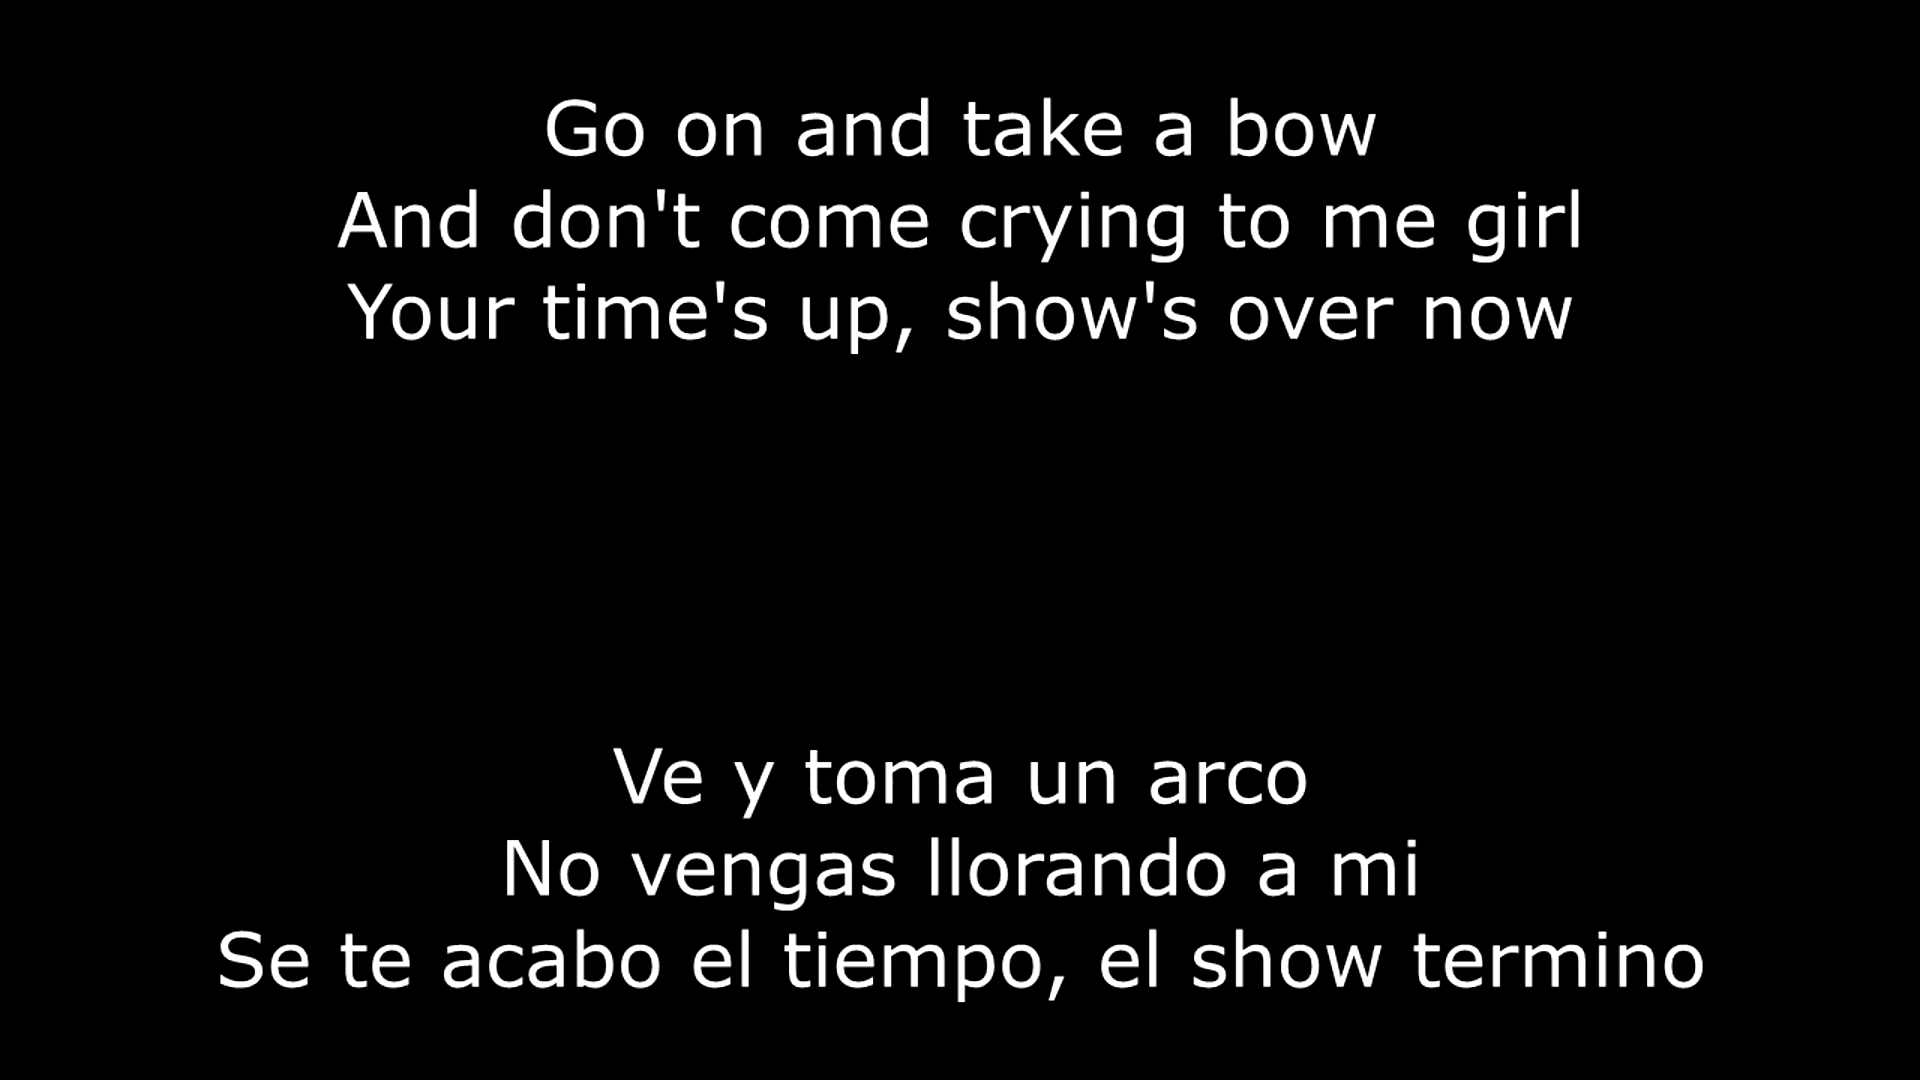 Go on and take a bow
And don't come crying to me girl
Your time's up, show's over now
Ve y toma un arco
No vengas llorando a mi
Se te acabo el tiempo, el show termino